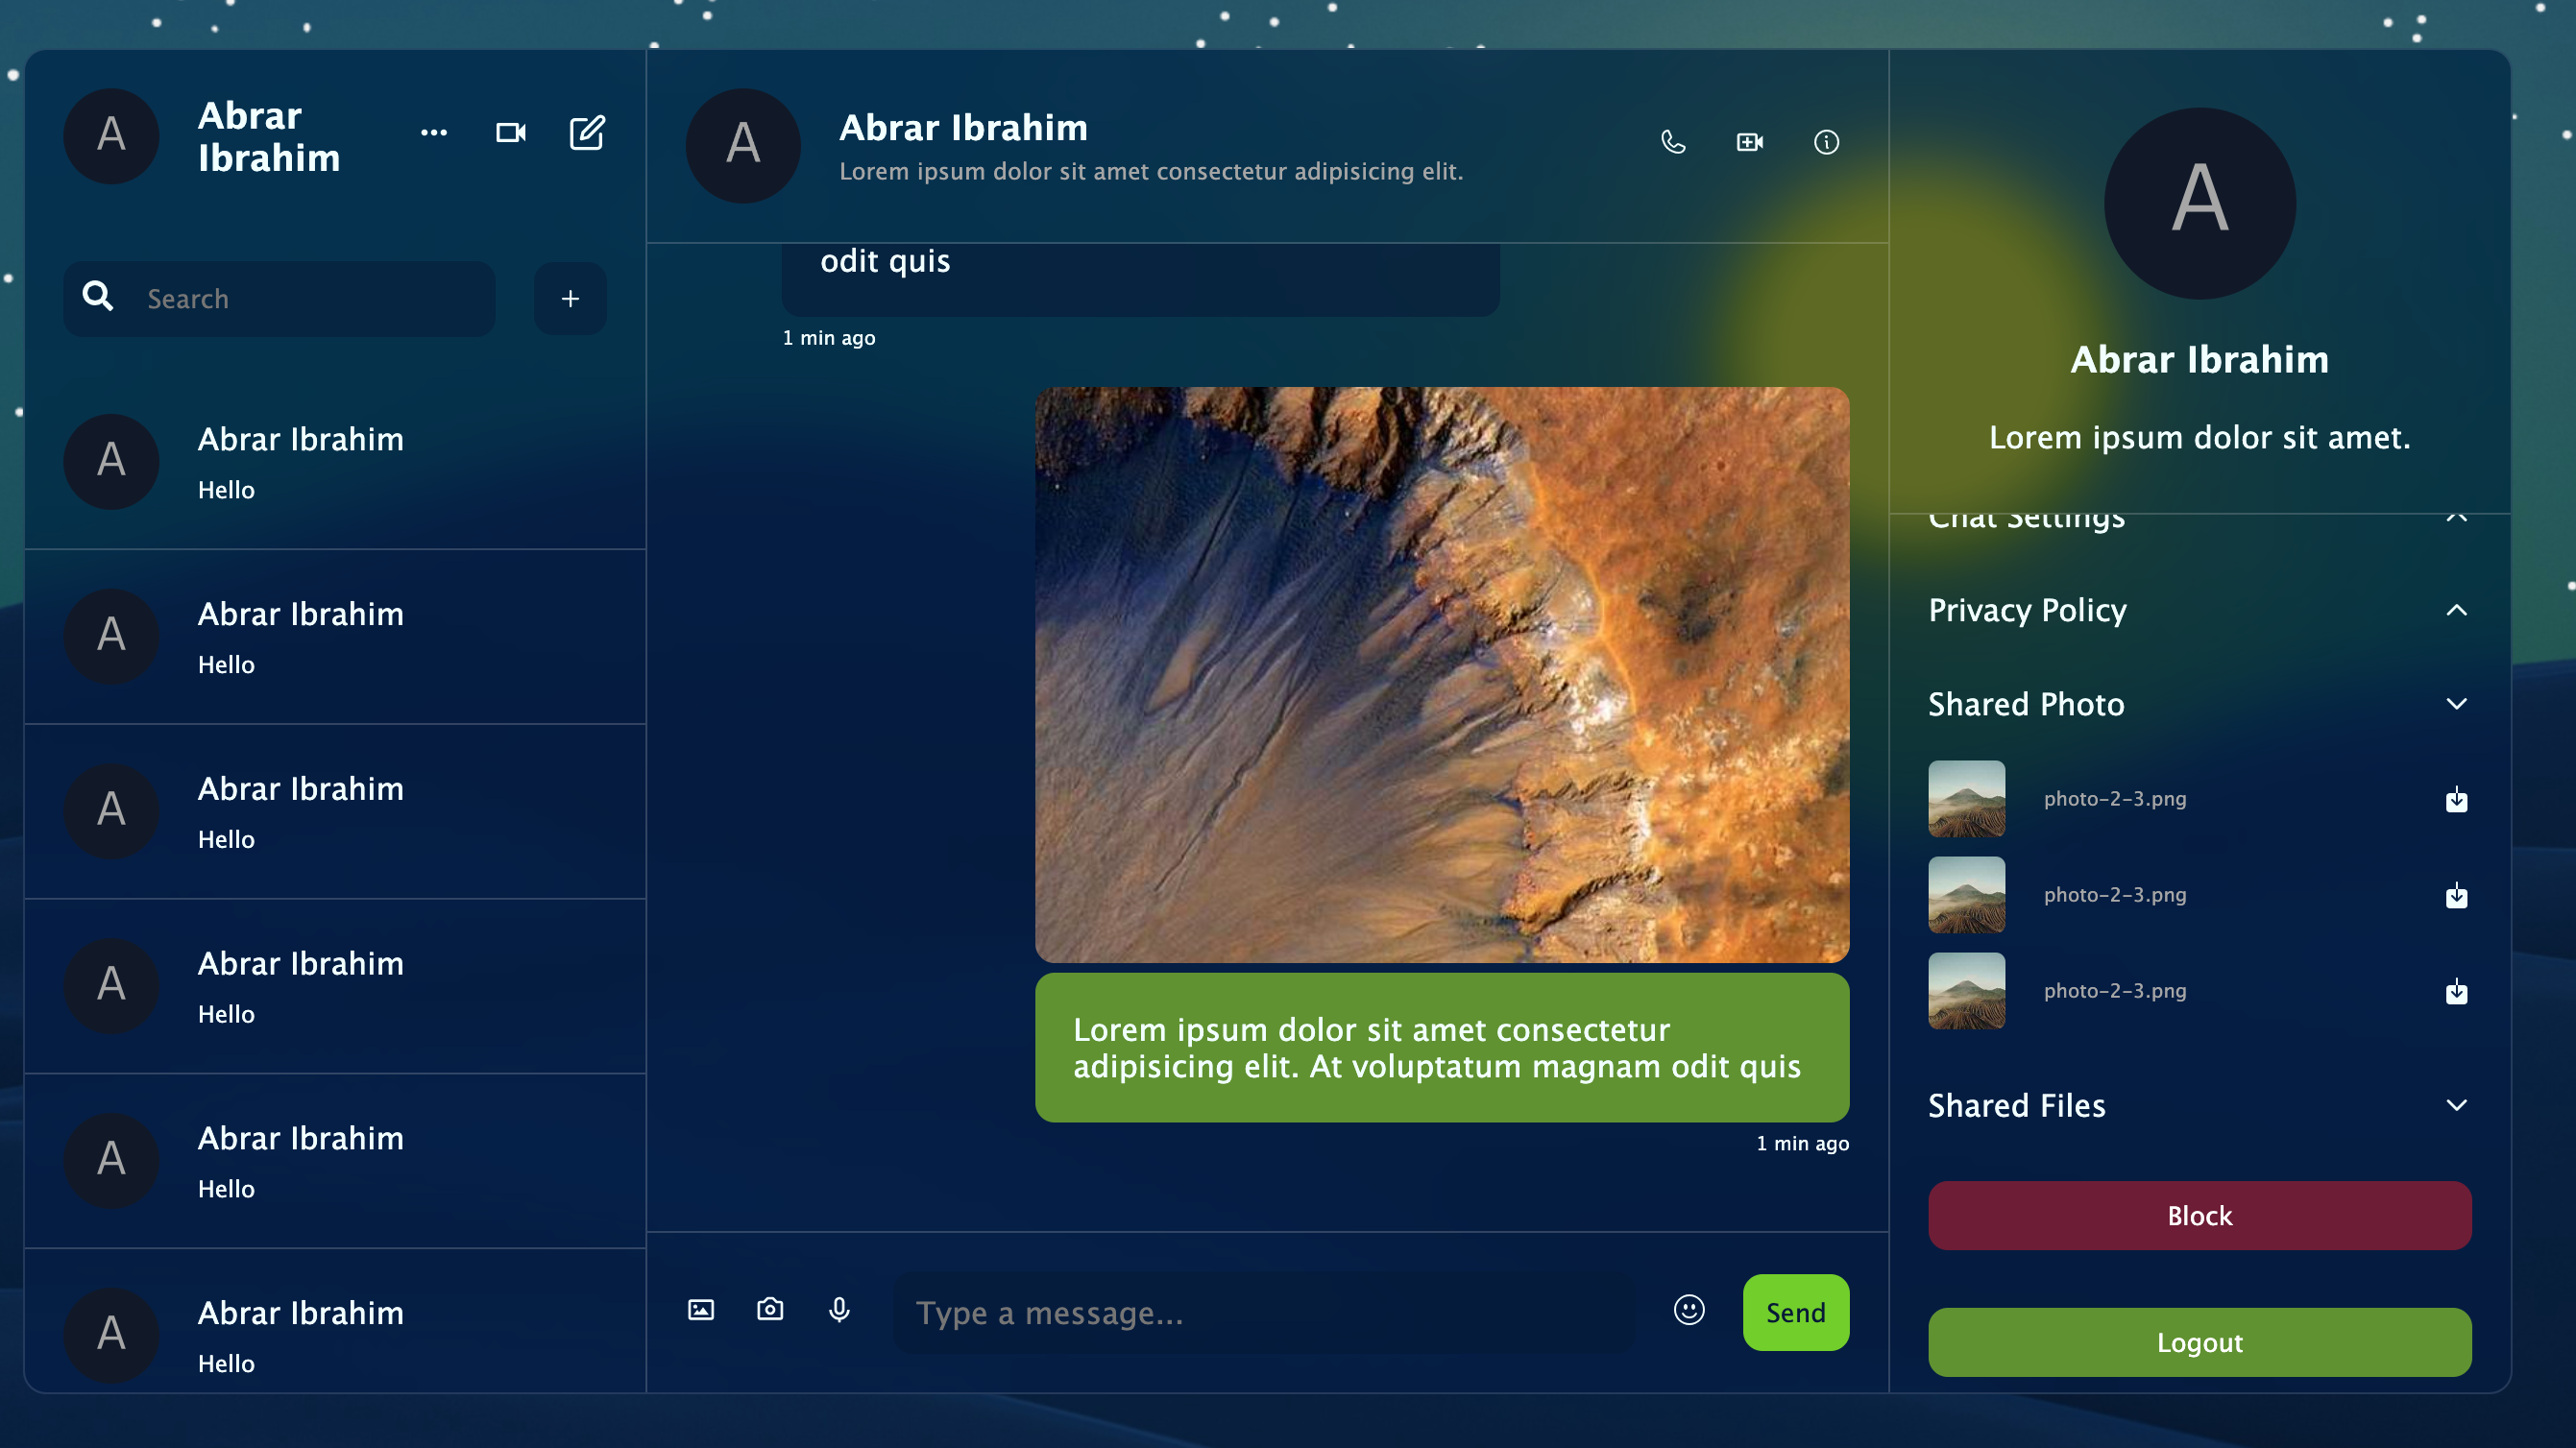 A
Abrar
Ibrahim
Search
+
A
Abrar Ibrahim
Hello
A
Abrar Ibrahim
Hello
A
Abrar Ibrahim
Hello
A
Abrar Ibrahim
Hello
A
Abrar Ibrahim
Hello
A
Abrar Ibrahim
Hello
A
Abrar Ibrahim
Lorem ipsum dolor sit amet consectetur adipisicing elit.
odit quis
1 min ago
Lorem ipsum dolor sit amet consectetur
adipisicing elit. At voluptatum magnam odit quis
1 min ago
Type a message...
Send
A
Abrar Ibrahim
Lorem ipsum dolor sit amet.
Chat Settings
Privacy Policy
Shared Photo
photo-2-3.png
photo-2-3.png
photo-2-3.png
Shared Files
Block
Logout